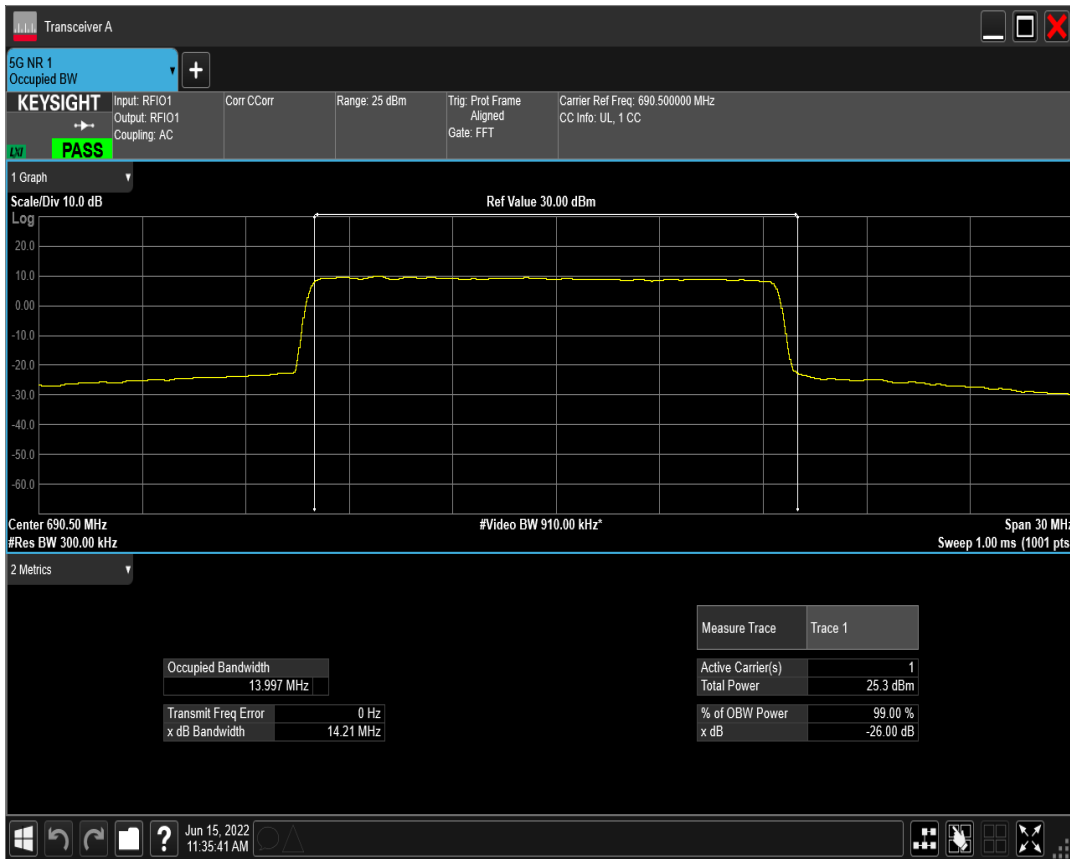 Transceiver A
5G NR 1
Occupied BW
+
KEYSIGHT
LXI
PASS
Input: RFIO1
Output: RFIO1
Coupling: AC
Corr CCorr
Range: 25 dBm
Trig: Prot Frame
Aligned
Gate: FFT
Carrier Ref Freq: 690.500000 MHz
CC Info: UL, 1 CC
1 Graph
Scale/Div 10.0 dB
Ref Value 30.00 dBm
Log
20.0
10.0
0.00
-10.0
-20.0
-30.0
-40.0
-50.0
-60.0
Center 690.50 MHz
#Video BW 910.00 kHz*
Span 30 MHz
#Res BW 300.00 kHz
Sweep 1.00 ms (1001 pts
2 Metrics
Measure Trace Trace 1
Occupied Bandwidth
13.997 MHz
Active Carrier(s) 1
Total Power 25.3 dBm
Transmit Freq Error 0 Hz
x dB Bandwidth 14.21 MHz
% of OBW Power 99.00 %
x dB -26.00 dB
?
Jun 15, 2022
11:35:41 AM